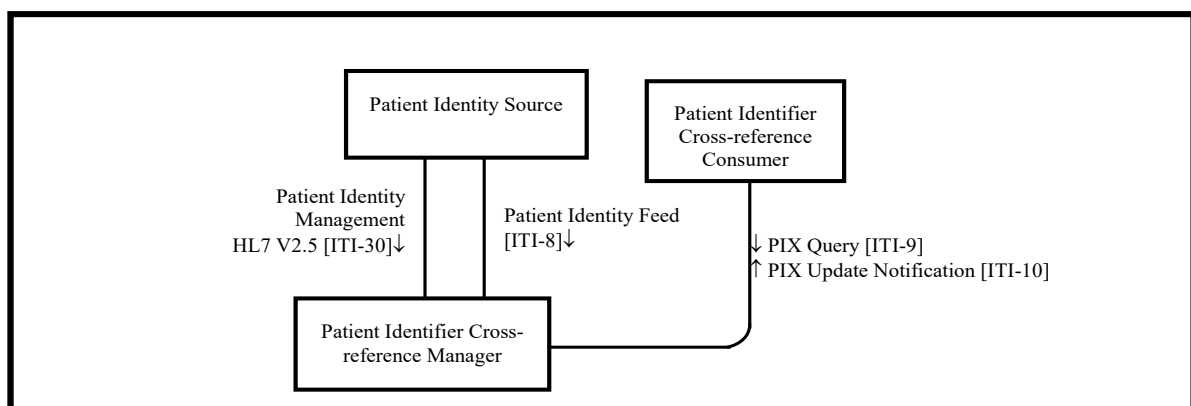 Patient Identity Source
Patient Identifier
Cross-reference
Consumer
Patient Identity
Management
HL7 V2.5 [ITI-30]↓
Patient Identity Feed
[ITI-8]↓
↓ PIX Query [ITI-9]
↑ PIX Update Notification [ITI-10]
Patient Identifier Cross-
reference Manager